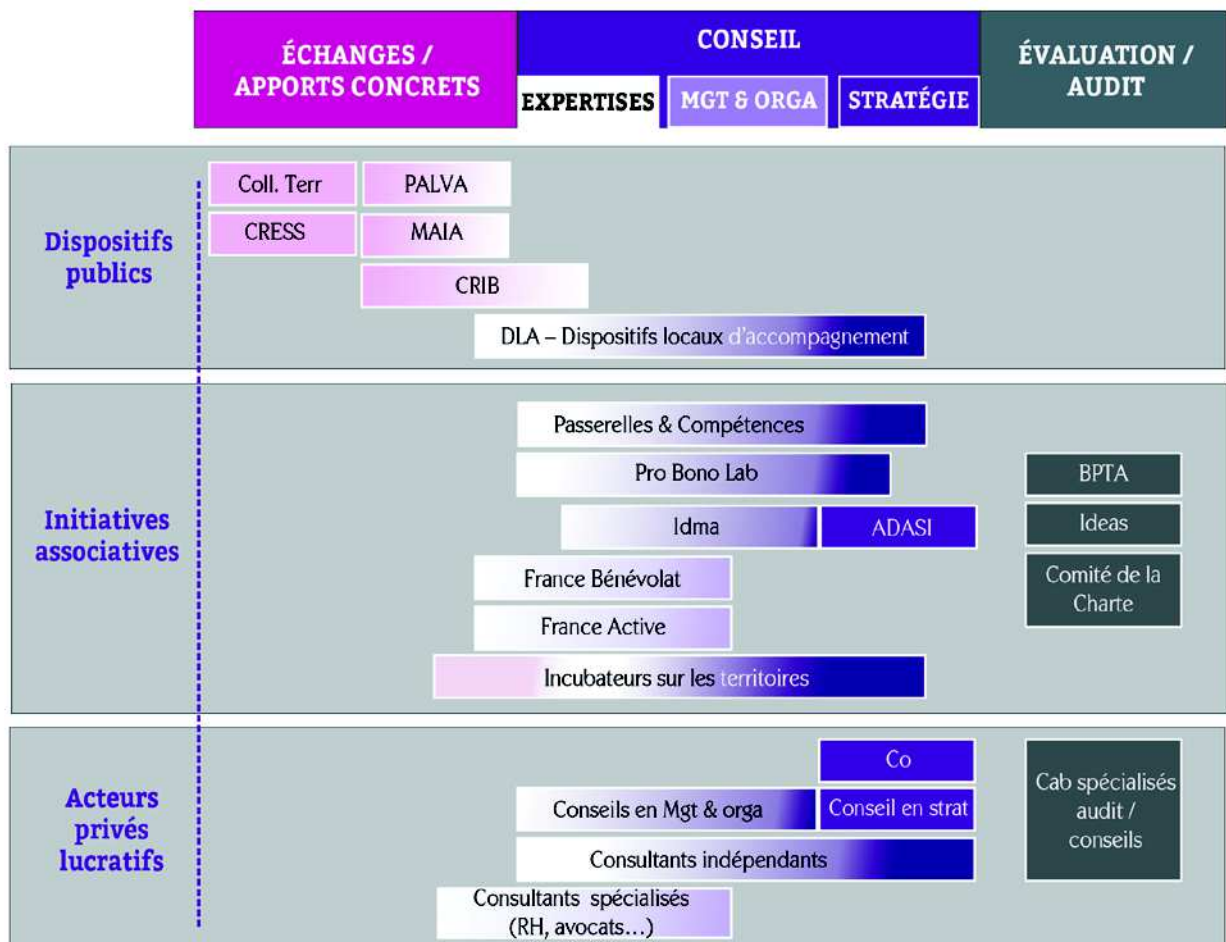 ÉCHANGES /
APPORTS CONCRETS
CONSEIL
EXPERTISES
MGT & ORGA
STRATÉGIE
ÉVALUATION /
AUDIT
Dispositifs
publics
Coll. Terr
PALVA
CRESS
MAIA
CRIB
DLA – Dispositifs locaux d'accompagnement
Initiatives
associatives
Passerelles & Compétences
Pro Bono Lab
Idma
ADASI
France Bénévolat
France Active
Incubateurs sur les territoires
BPTA
Ideas
Comité de la
Charte
Acteurs
privés
lucratifs
Co
Conseils en Mgt & orga
Conseil en strat
Consultants indépendants
Consultants spécialisés
(RH, avocats...)
Cab spécialisés
audit /
conseils